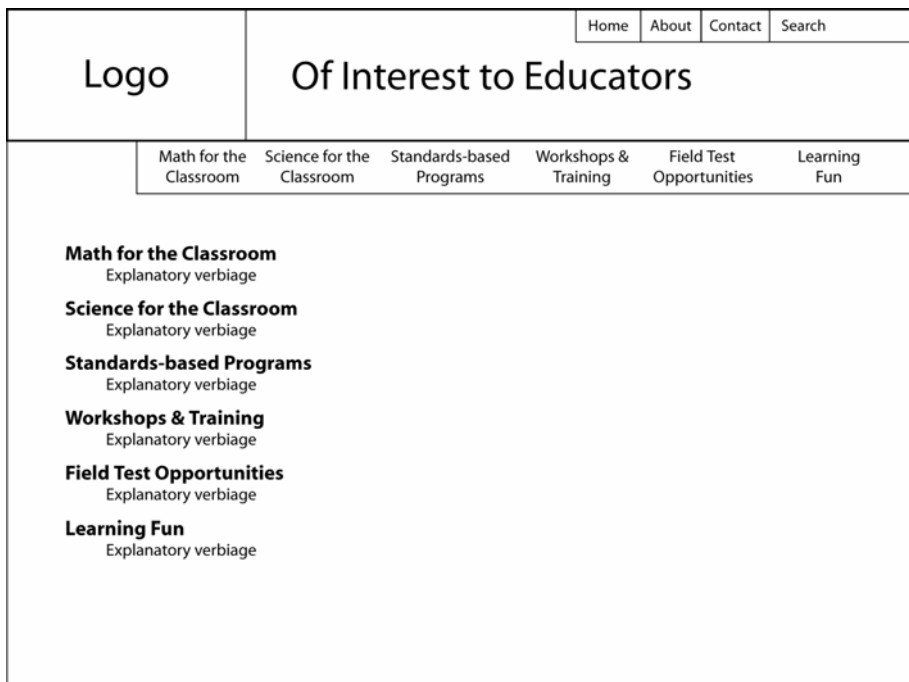 Home About Contact Search
Logo
Of Interest to Educators
Math for the Classroom
Science for the Classroom
Standards-based Programs
Workshops & Training
Field Test Opportunities
Learning Fun
Math for the Classroom
Explanatory verbiage
Science for the Classroom
Explanatory verbiage
Standards-based Programs
Explanatory verbiage
Workshops & Training
Explanatory verbiage
Field Test Opportunities
Explanatory verbiage
Learning Fun
Explanatory verbiage